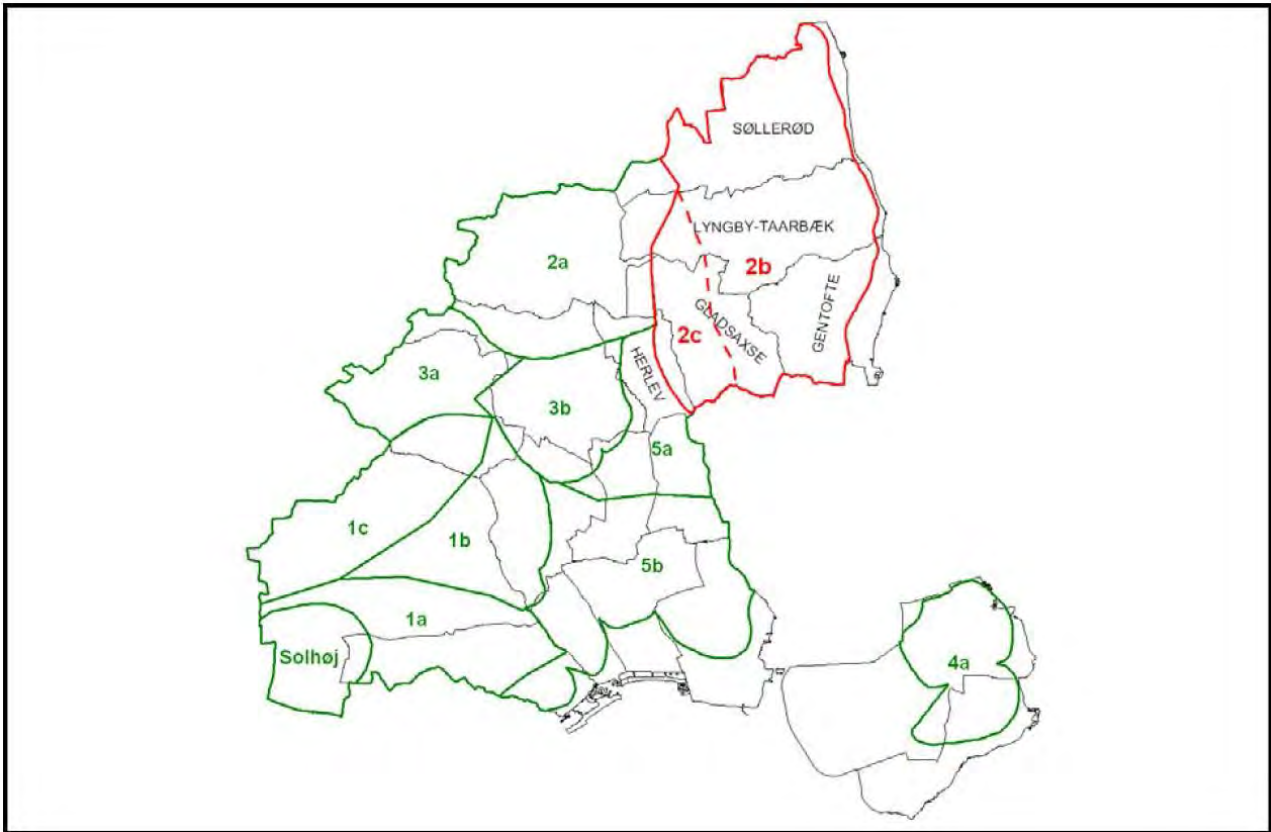 SØLLERØD
LYNGBY-TAARBÆK
2a
2b
GENTOFTE
GLADSAXSE
2c
HERLEV
3a
3b
5a
1c
1b
5b
1a
Solhøj
4a